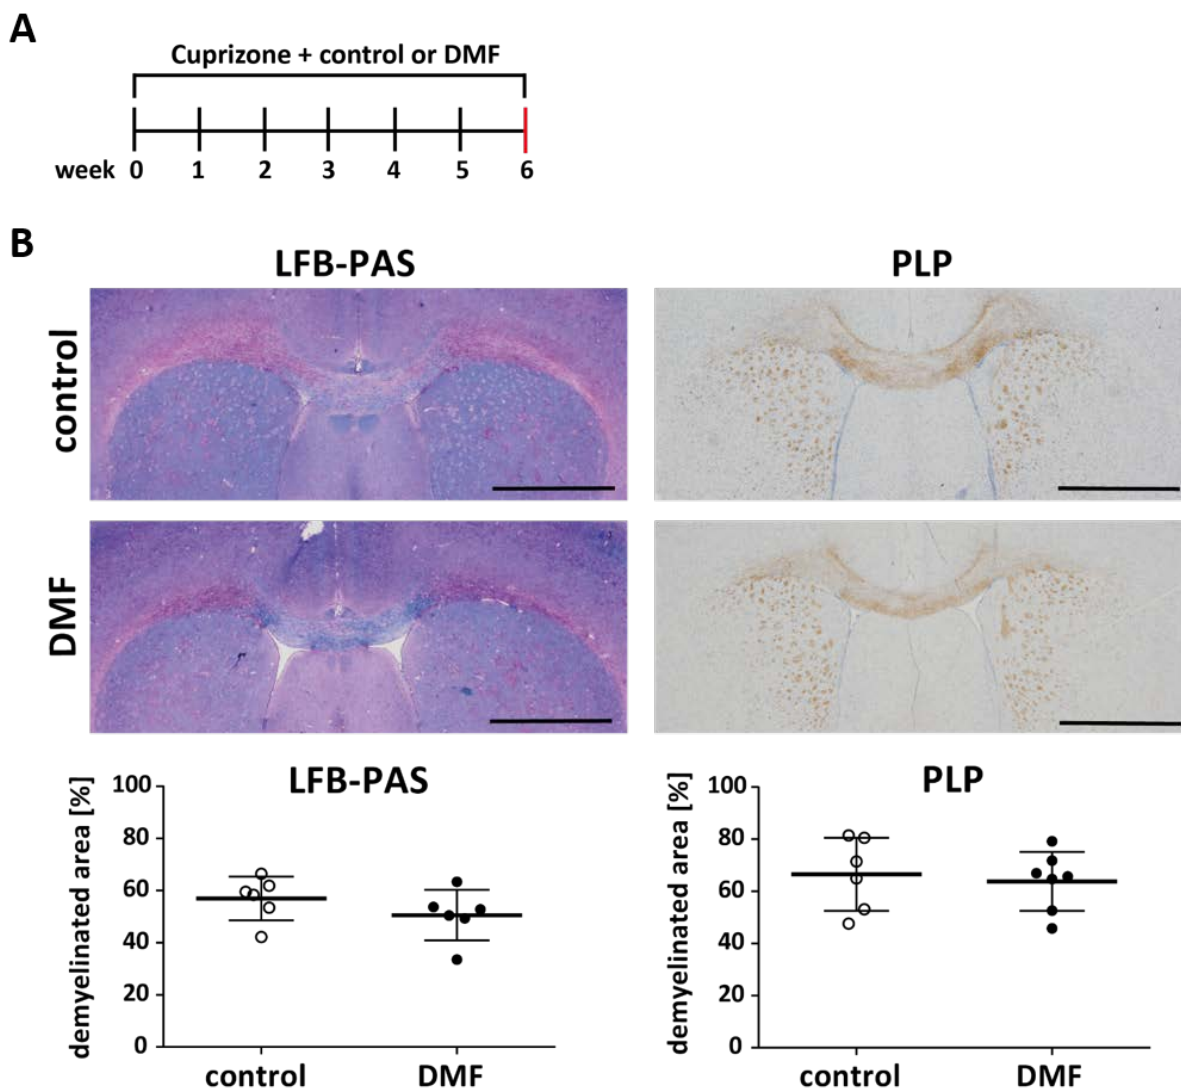 A
Cuprizone + control or DMF
week 0 1 2 3 4 5 6
B
LFB-PAS PLP
control
DMF
LFB-PAS
demyelinated area [%]
100
80
60
40
20
0
control DMF
PLP
demyelinated area [%]
100
80
60
40
20
0
control DMF